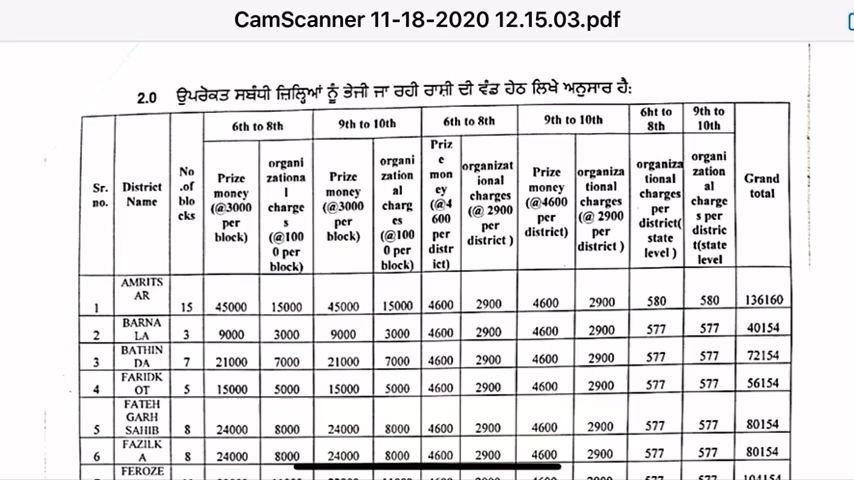 CamScanner 11-18-2020 12.15.03.pdf
2.0 ਉਪਰੋਕਤ ਸਬੰਧੀ ਜ਼ਿਲ੍ਹਿਆਂ ਨੂੰ ਭੇਜੀ ਜਾ ਰਹੀ ਰਾਸ਼ੀ ਦੀ ਵੰਡ ਹੇਠ ਲਿਖੇ ਅਨੁਸਾਰ ਹੈ:
6th to 8th 9th to 10th 6th to 8th 9th to 10th 6ht to 8th 9th to 10th
Sr. no.
District Name
No .of blo cks
Prize money (@3000 per block)
organi zationa l charge s (@100 0 per block)
Prize money (@3000 per block)
organi zation al charg es (@100 0 per block)
Priz e mon ey (@4 600 per distr ict)
organizat ional charges (@ 2900 per district )
Prize money (@4600 per district)
organiza tional charges (@ 2900 per district )
organiza tional charges per district( state level )
organi zation al charge s per distric t(state level
Grand total
1 AMRITS AR 15 45000 15000 45000 15000 4600 2900 4600 2900 580 580 136160
2 BARNA LA 3 9000 3000 9000 3000 4600 2900 4600 2900 577 577 40154
3 BATHIN DA 7 21000 7000 21000 7000 4600 2900 4600 2900 577 577 72154
4 FARIDK OT 5 15000 5000 15000 5000 4600 2900 4600 2900 577 577 56154
5 FATEH GARH SAHIB 8 24000 8000 24000 8000 4600 2900 4600 2900 577 577 80154
6 FAZILK A 8 24000 8000 24000 8000 4600 2900 4600 2900 577 577 80154
FEROZE 104154